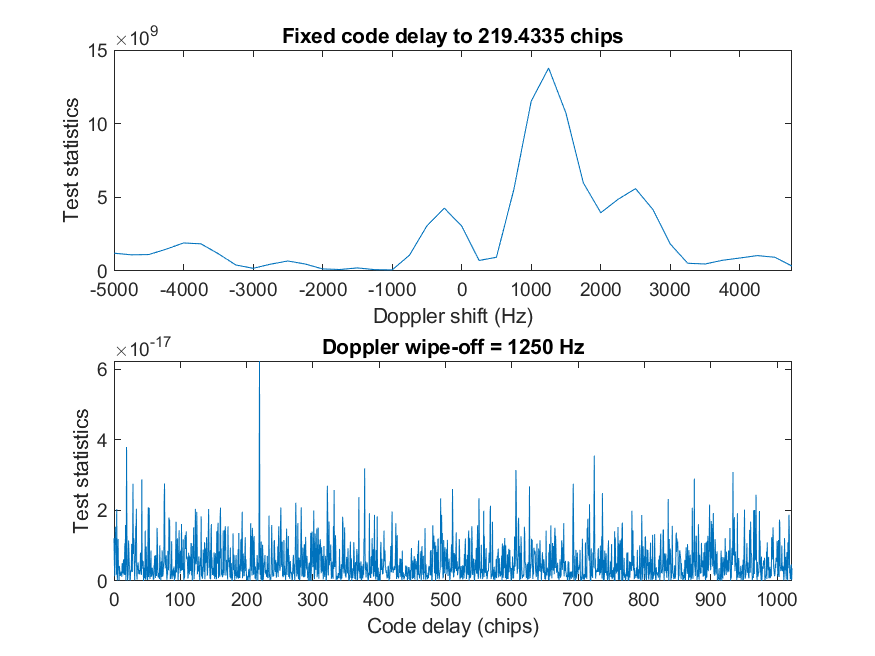 ×10^9
Fixed code delay to 219.4335 chips
15
10
5
0
Test statistics
-5000 -4000 -3000 -2000 -1000 0 1000 2000 3000 4000
Doppler shift (Hz)
×10^-17
Doppler wipe-off = 1250 Hz
6
4
2
0
Test statistics
0 100 200 300 400 500 600 700 800 900 1000
Code delay (chips)